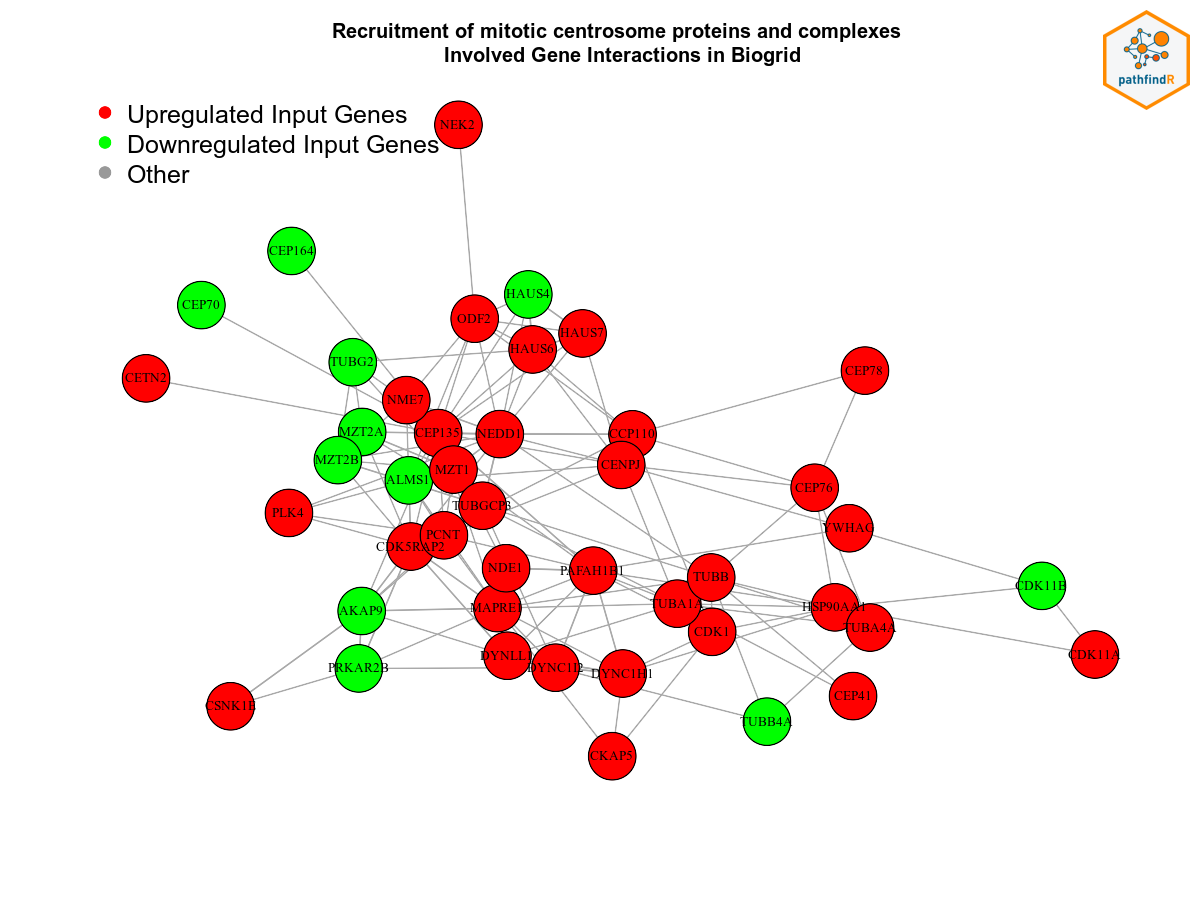 Recruitment of mitotic centrosome proteins and complexes
Involved Gene Interactions in Biogrid
pathfindR
Upregulated Input Genes
Downregulated Input Genes
Other
NEK2
CEP164
CEP70
HAUS4
ODF2
HAUS7
HAUS6
TUBG2
CETN2
CEP78
NME7
MZT2A
CEP135
NEDD1
CCP110
MZT2B
MZT1
CENPJ
ALMS1
CEP76
TUBGCP3
PLK4
YWHAG
PCNT
CDK5RAP2
NDE1
PAFAH1B1
TUBB
CDK11B
AKAP9
MAPRE1
TUBA1A
HSP90AA1
CDK1
TUBA4A
DYNLL1
CDK11A
PRKAR2B
DYNC1I2
DYNC1H1
CEP41
CSNK1E
TUBB4A
CKAP5